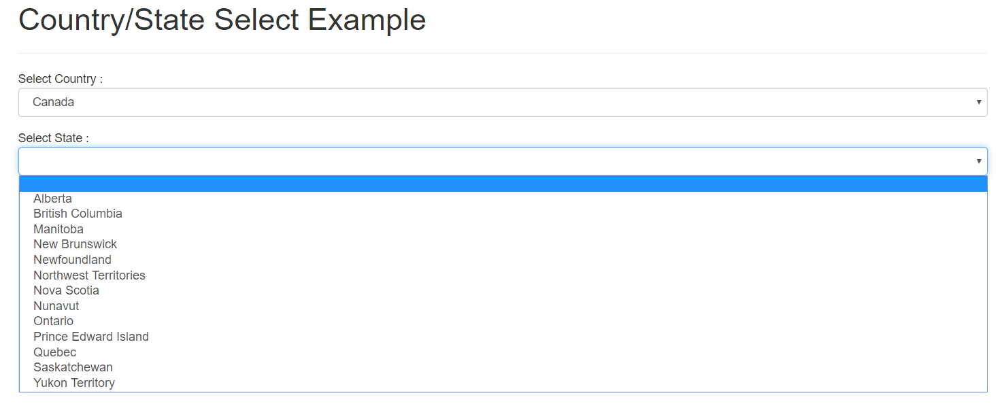 Country/State Select Example
Select Country :
Canada
Select State :
Alberta
British Columbia
Manitoba
New Brunswick
Newfoundland
Northwest Territories
Nova Scotia
Nunavut
Ontario
Prince Edward Island
Quebec
Saskatchewan
Yukon Territory